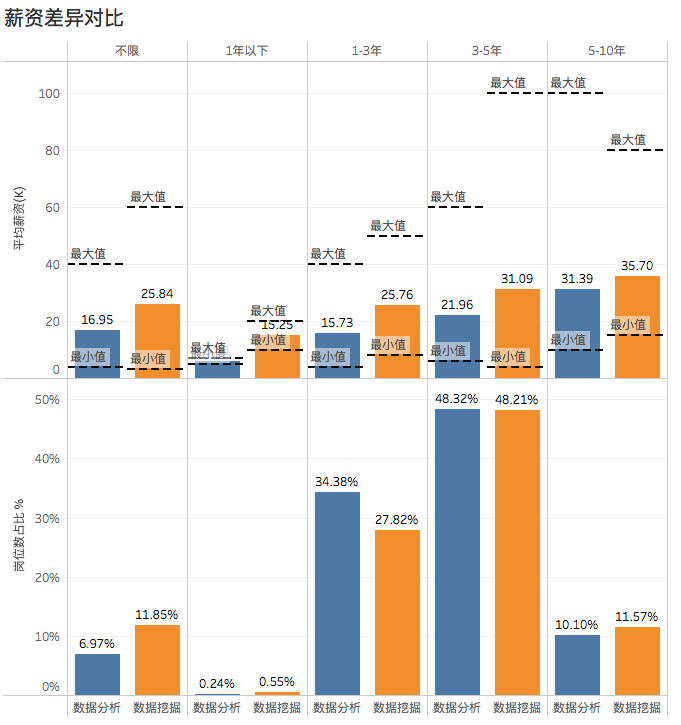 薪资差异对比
不限 1年以下 1-3年 3-5年 5-10年
平均薪资(K)
100
80
60
40
20
0
最大值 最大值 最大值 最大值 最大值 最大值 最大值 最大值 最大值 最大值
16.95 25.84 15.25 15.73 25.76 21.96 31.09 31.39 35.70
最小值 最小值 最小值 最小值 最小值 最小值 最小值 最小值 最小值 最小值
岗位数占比 %
50%
40%
30%
20%
10%
0%
6.97% 11.85% 0.24% 0.55% 34.38% 27.82% 48.32% 48.21% 10.10% 11.57%
数据分析 数据挖掘 数据分析 数据挖掘 数据分析 数据挖掘 数据分析 数据挖掘 数据分析 数据挖掘